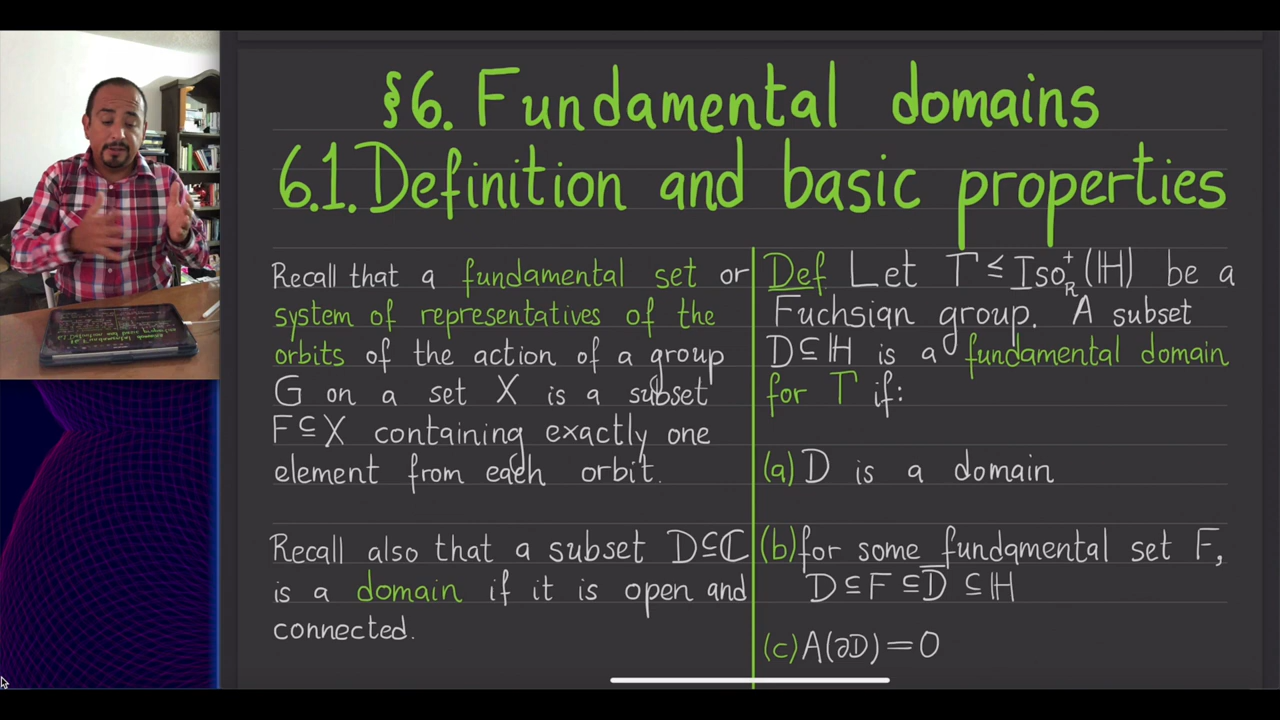 §6. Fundamental domains
6.1. Definition and basic properties
Recall that a fundamental set or
system of representatives of the
orbits of the action of a group
G on a set X is a subset
F⊆X containing exactly one
element from each orbit.
Recall also that a subset D⊆ℂ
is a domain if it is open and
connected.
Def Let Γ ≤ Iso⁺_R(ℍ) be a
Fuchsian group. A subset
D⊆ℍ is a fundamental domain
for Γ if:
(a) D is a domain
(b) for some fundamental set F,
D⊆F⊆D̅⊆ℍ
(c) A(∂D)=0